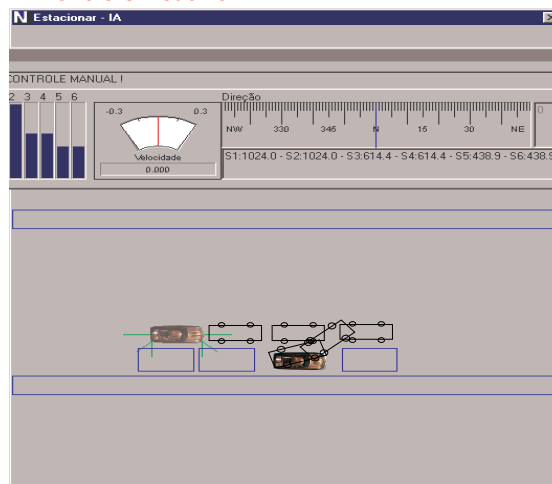 Estacionar - IA
CONTROLE MANUAL !
2 3 4 5 6
-0.3 0.3
Velocidade
0.000
Direção
NW 330 345 N 15 30 NE
0
S1:1024.0 - S2:1024.0 - S3:614.4 - S4:614.4 - S5:438.9 - S6:438.9